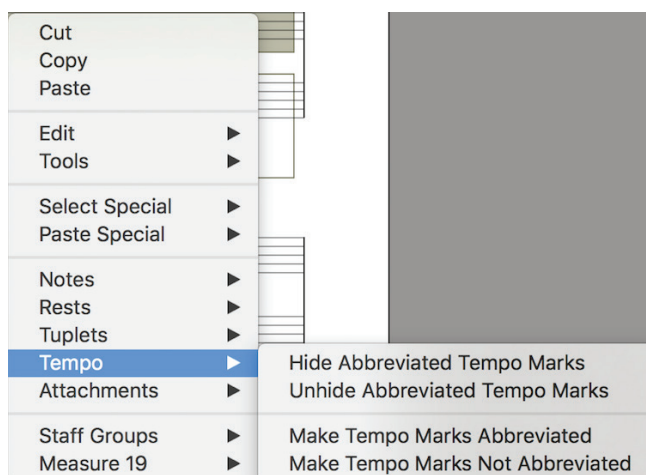 Cut
Copy
Paste
Edit
Tools
Select Special
Paste Special
Notes
Rests
Tuplets
Tempo
Attachments
Staff Groups
Measure 19
Hide Abbreviated Tempo Marks
Unhide Abbreviated Tempo Marks
Make Tempo Marks Abbreviated
Make Tempo Marks Not Abbreviated